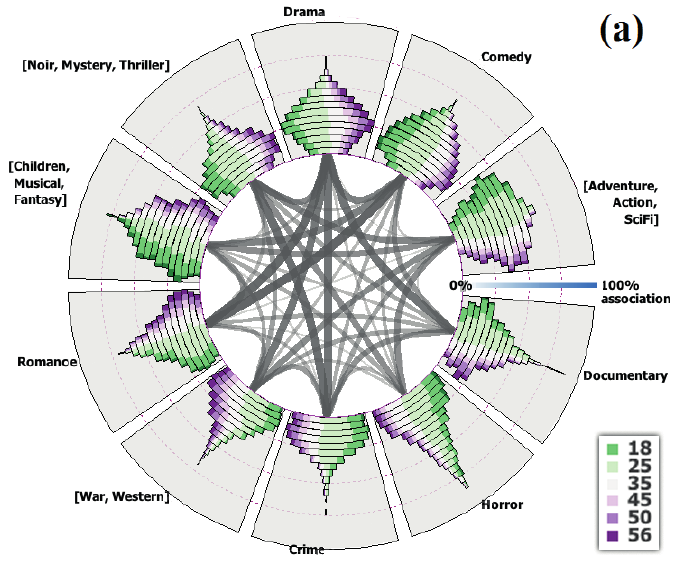 Drama
(a)
Comedy
[Noir, Mystery, Thriller]
[Children,
Musical,
Fantasy]
[Adventure,
Action,
SciFi]
0%
100%
association
Romance
Documentary
[War, Western]
Horror
Crime
18
25
35
45
50
56